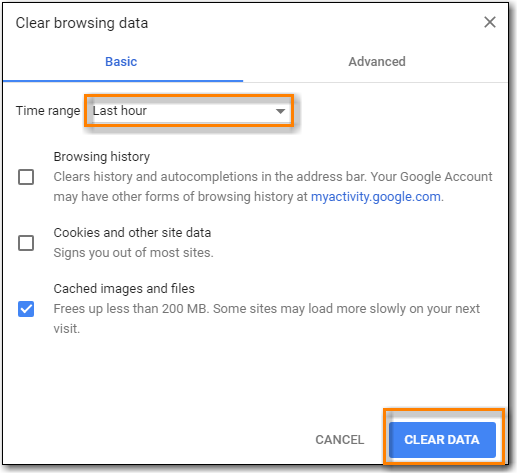 Clear browsing data
Basic
Advanced
Time range Last hour
Browsing history
Clears history and autocompletions in the address bar. Your Google Account
may have other forms of browsing history at myactivity.google.com.
Cookies and other site data
Signs you out of most sites.
Cached images and files
Frees up less than 200 MB. Some sites may load more slowly on your next
visit.
CANCEL
CLEAR DATA